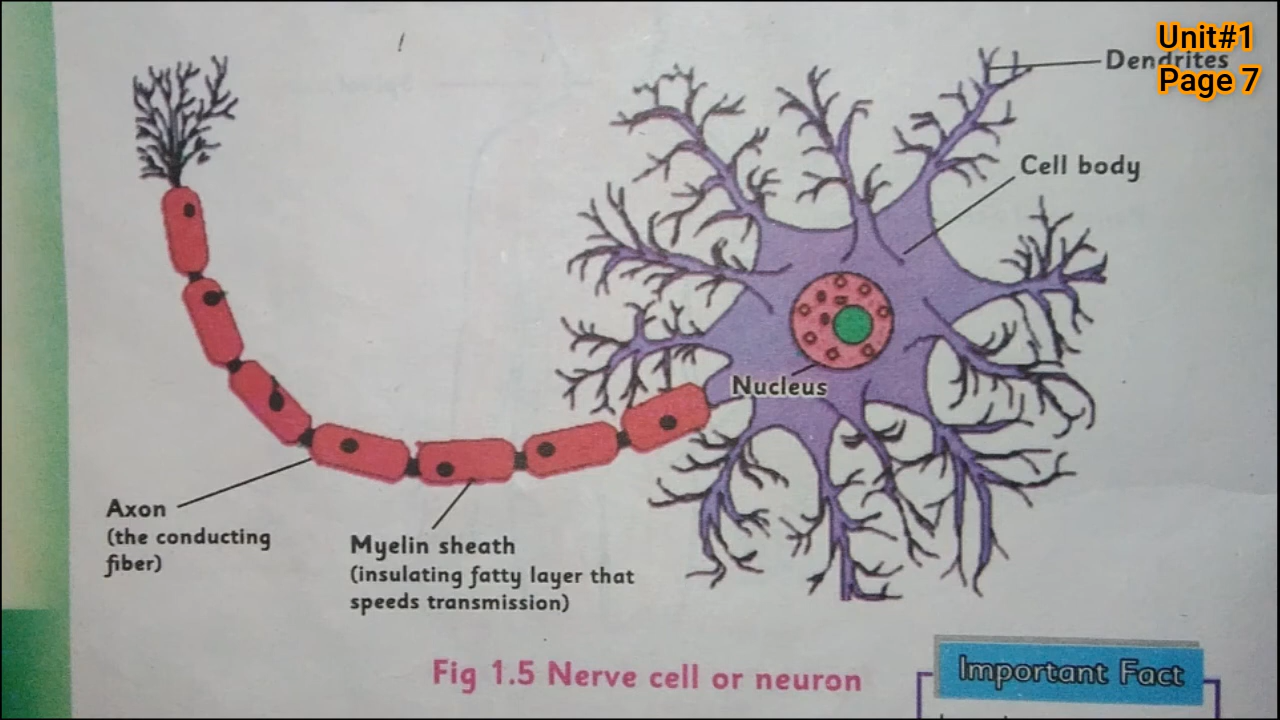 Unit#1
Page 7
Dendrites
Cell body
Nucleus
Axon
(the conducting
fiber)
Myelin sheath
(insulating fatty layer that
speeds transmission)
Fig 1.5 Nerve cell or neuron
Important Fact